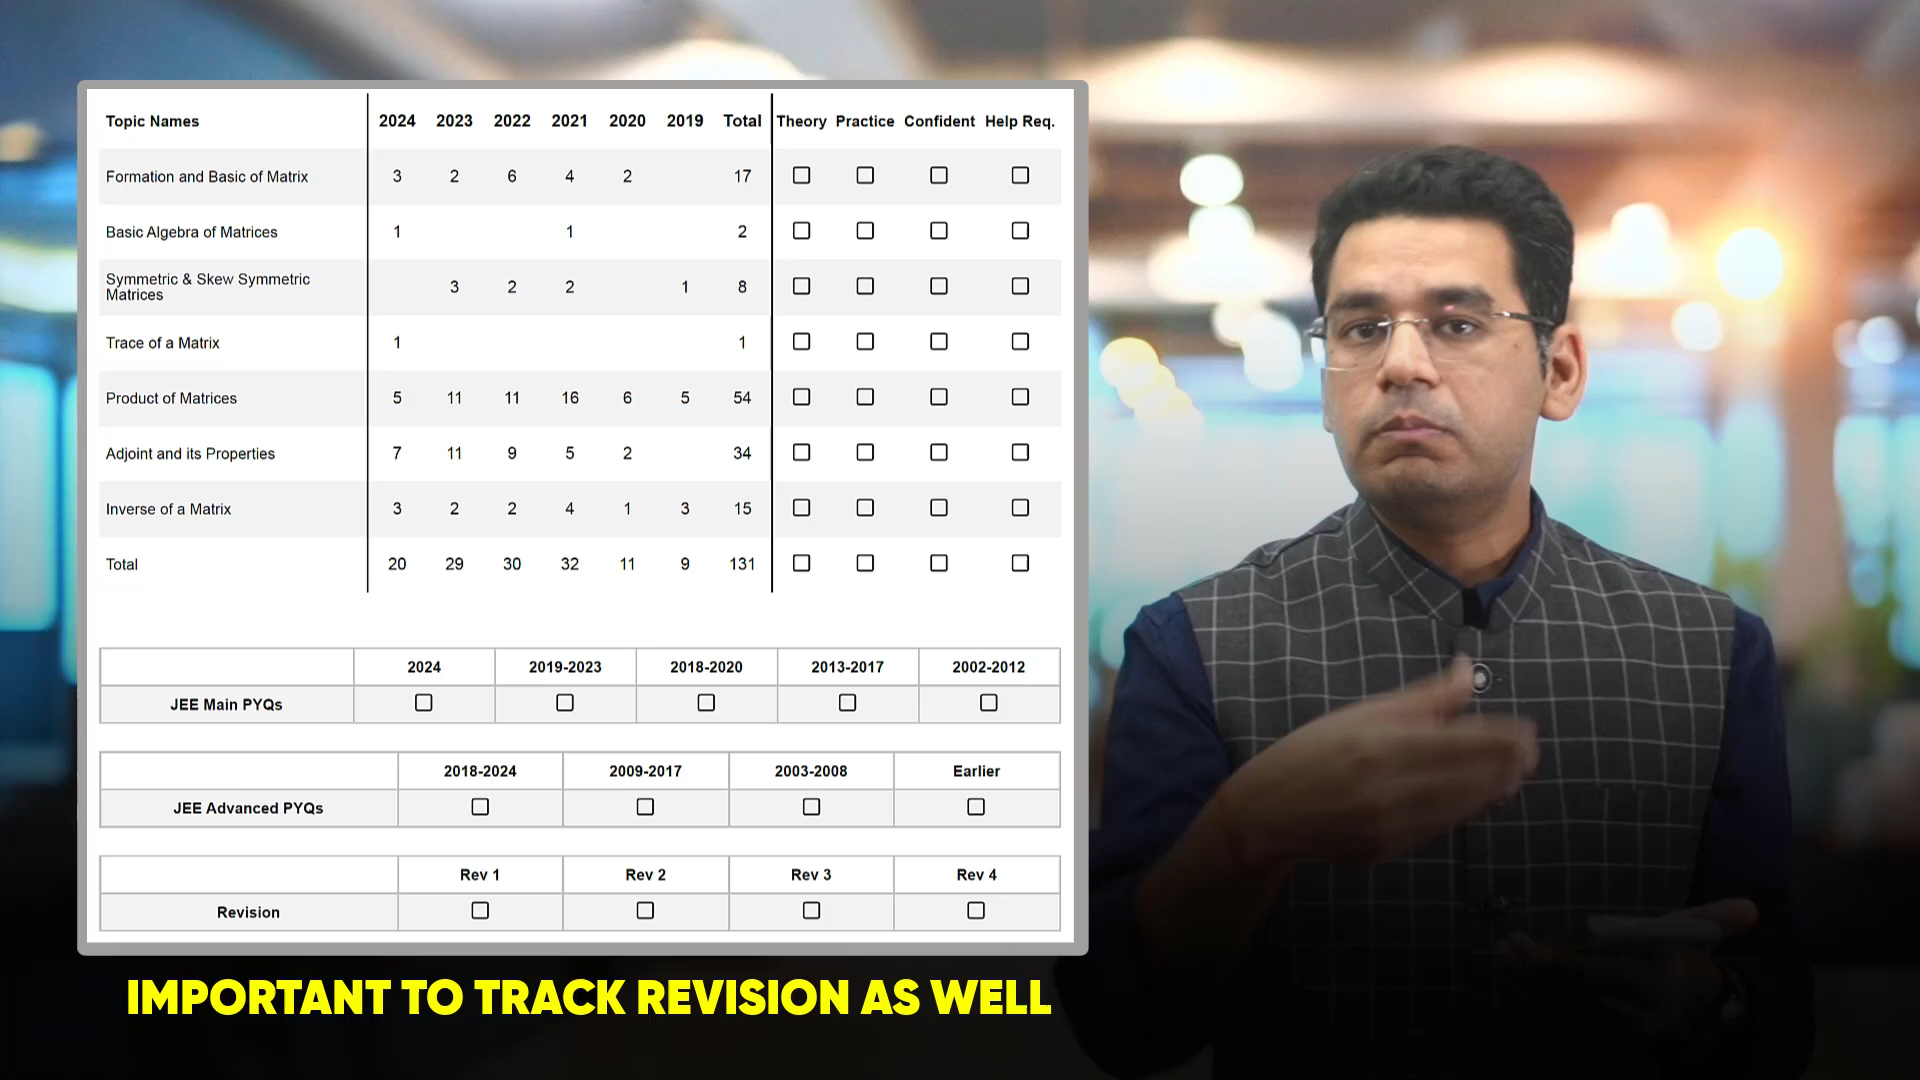 Topic Names 2024 2023 2022 2021 2020 2019 Total Theory Practice Confident Help Req.
Formation and Basic of Matrix 3 2 6 4 2 17
Basic Algebra of Matrices 1 1 2
Symmetric & Skew Symmetric
Matrices 3 2 2 1 8
Trace of a Matrix 1 1
Product of Matrices 5 11 11 16 6 5 54
Adjoint and its Properties 7 11 9 5 2 34
Inverse of a Matrix 3 2 2 4 1 3 15
Total 20 29 30 32 11 9 131
2024 2019-2023 2018-2020 2013-2017 2002-2012
JEE Main PYQs
2018-2024 2009-2017 2003-2008 Earlier
JEE Advanced PYQs
Rev 1 Rev 2 Rev 3 Rev 4
Revision
IMPORTANT TO TRACK REVISION AS WELL